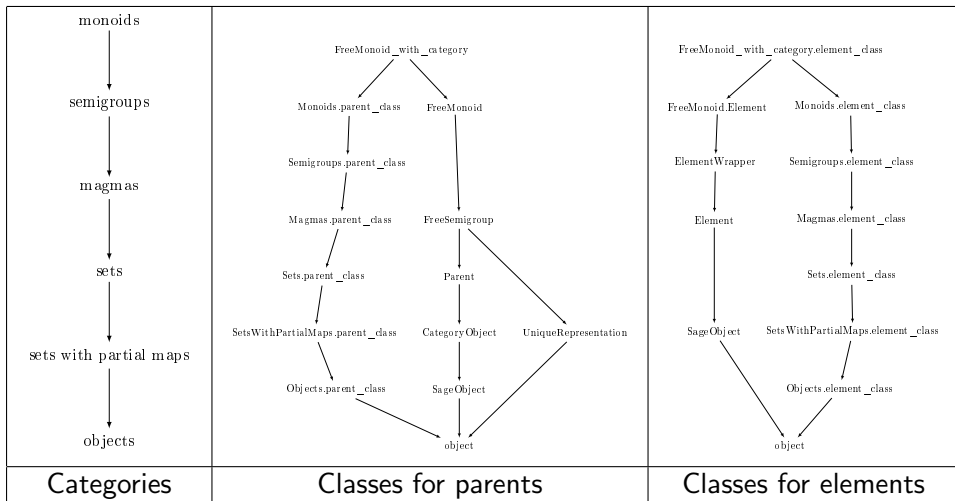 monoids
semigroups
magmas
sets
sets with partial maps
objects
Categories
FreeMonoid_with_category
Monoids.parent_class
FreeMonoid
Semigroups.parent_class
Magmas.parent_class
FreeSemigroup
Sets.parent_class
Parent
SetsWithPartialMaps.parent_class
CategoryObject
UniqueRepresentation
Objects.parent_class
SageObject
object
Classes for parents
FreeMonoid_with_category.element_class
FreeMonoid.Element
Monoids.element_class
ElementWrapper
Semigroups.element_class
Element
Magmas.element_class
Sets.element_class
SageObject
SetsWithPartialMaps.element_class
Objects.element_class
object
Classes for elements